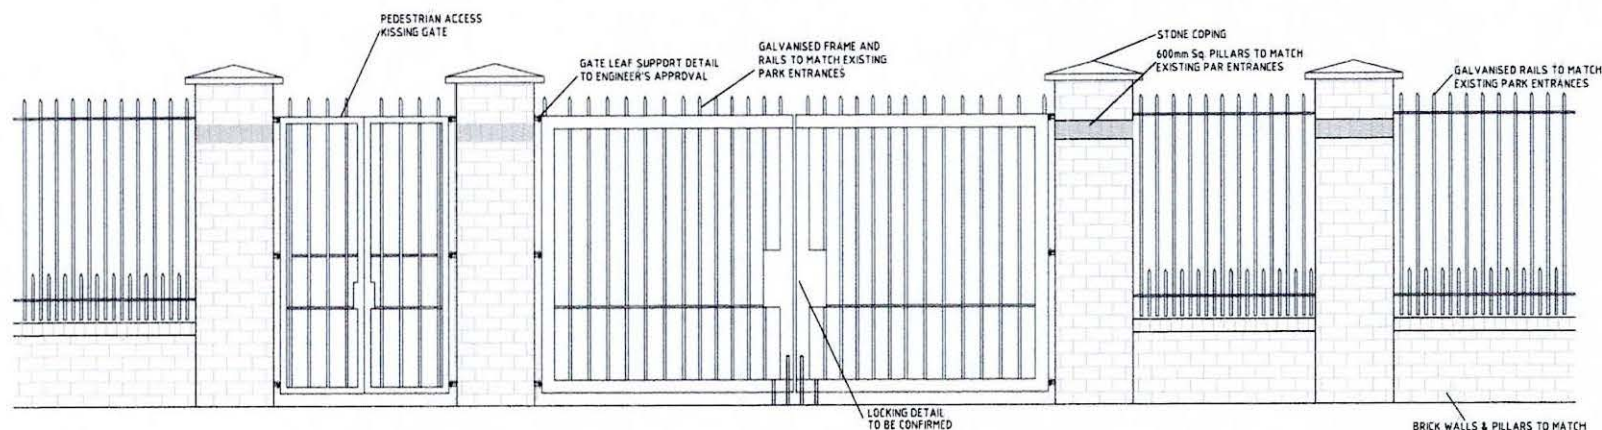 PEDESTRIAN ACCESS
KISSING GATE
GATE LEAF SUPPORT DETAIL
TO ENGINEER'S APPROVAL
GALVANISED FRAME AND
RAILS TO MATCH EXISTING
PARK ENTRANCES
STONE COPING
600mm Sq. PILLARS TO MATCH
EXISTING PAR ENTRANCES
GALVANISED RAILS TO MATCH
EXISTING PARK ENTRANCES
LOCKING DETAIL
TO BE CONFIRMED
BRICK WALLS & PILLARS TO MATCH